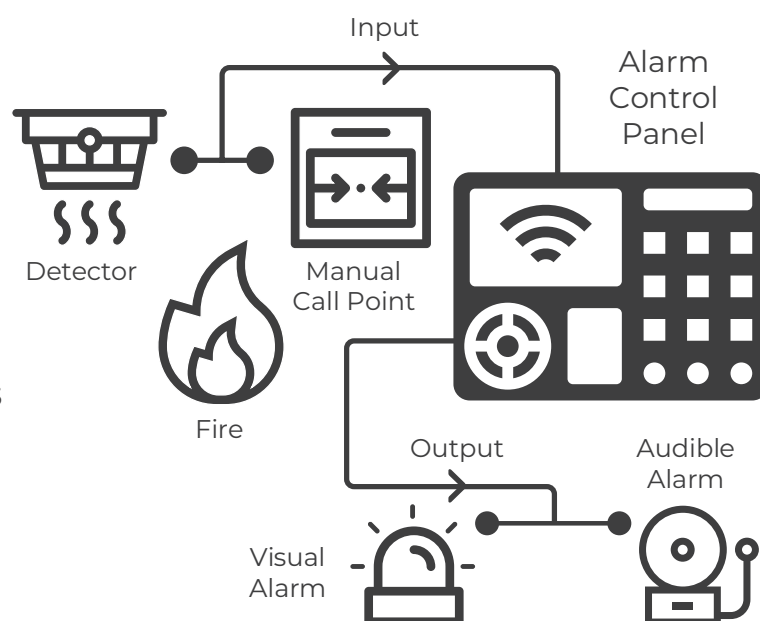 Input
Alarm
Control
Panel
Detector
Manual
Call Point
Fire
Output
Audible
Alarm
Visual
Alarm